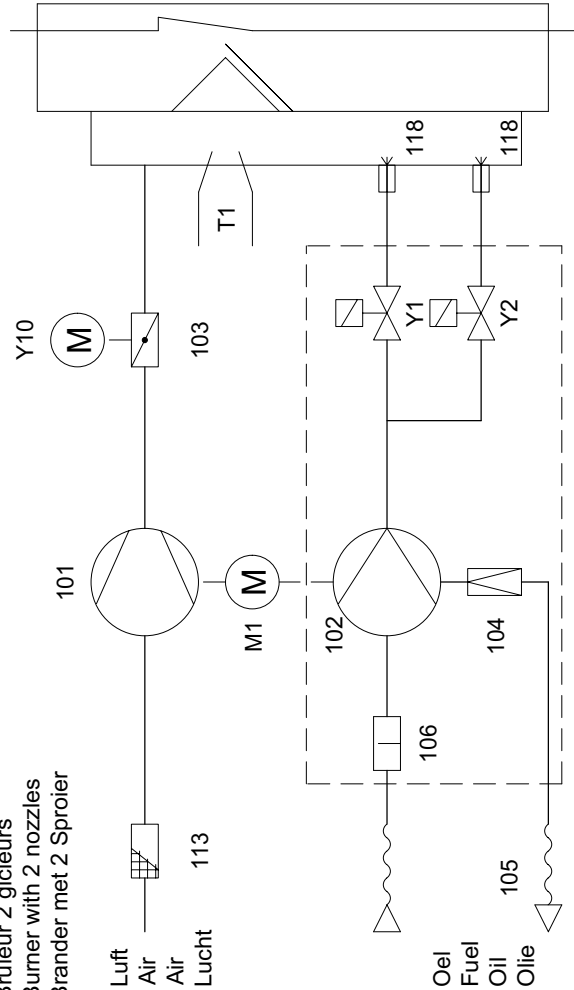 Brûleur 2 gicleurs
Burner with 2 nozzles
Brander met 2 Sproier
Luft
Air
Air
Lucht
113
101
Y10
M
103
T1
M1
M
102
106
104
105
Y1
Y2
118
118
Oel
Fuel
Oil
Olie